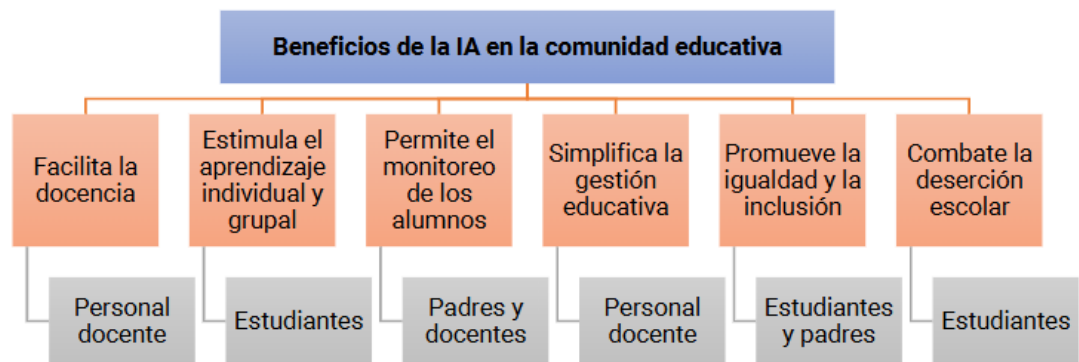 Beneficios de la IA en la comunidad educativa
Facilita la
docencia
Estimula el
aprendizaje
individual y
grupal
Permite el
monitoreo
de los
alumnos
Simplifica la
gestión
educativa
Promueve la
igualdad y la
inclusión
Combate la
deserción
escolar
Personal
docente
Estudiantes
Padres y
docentes
Personal
docente
Estudiantes
y padres
Estudiantes